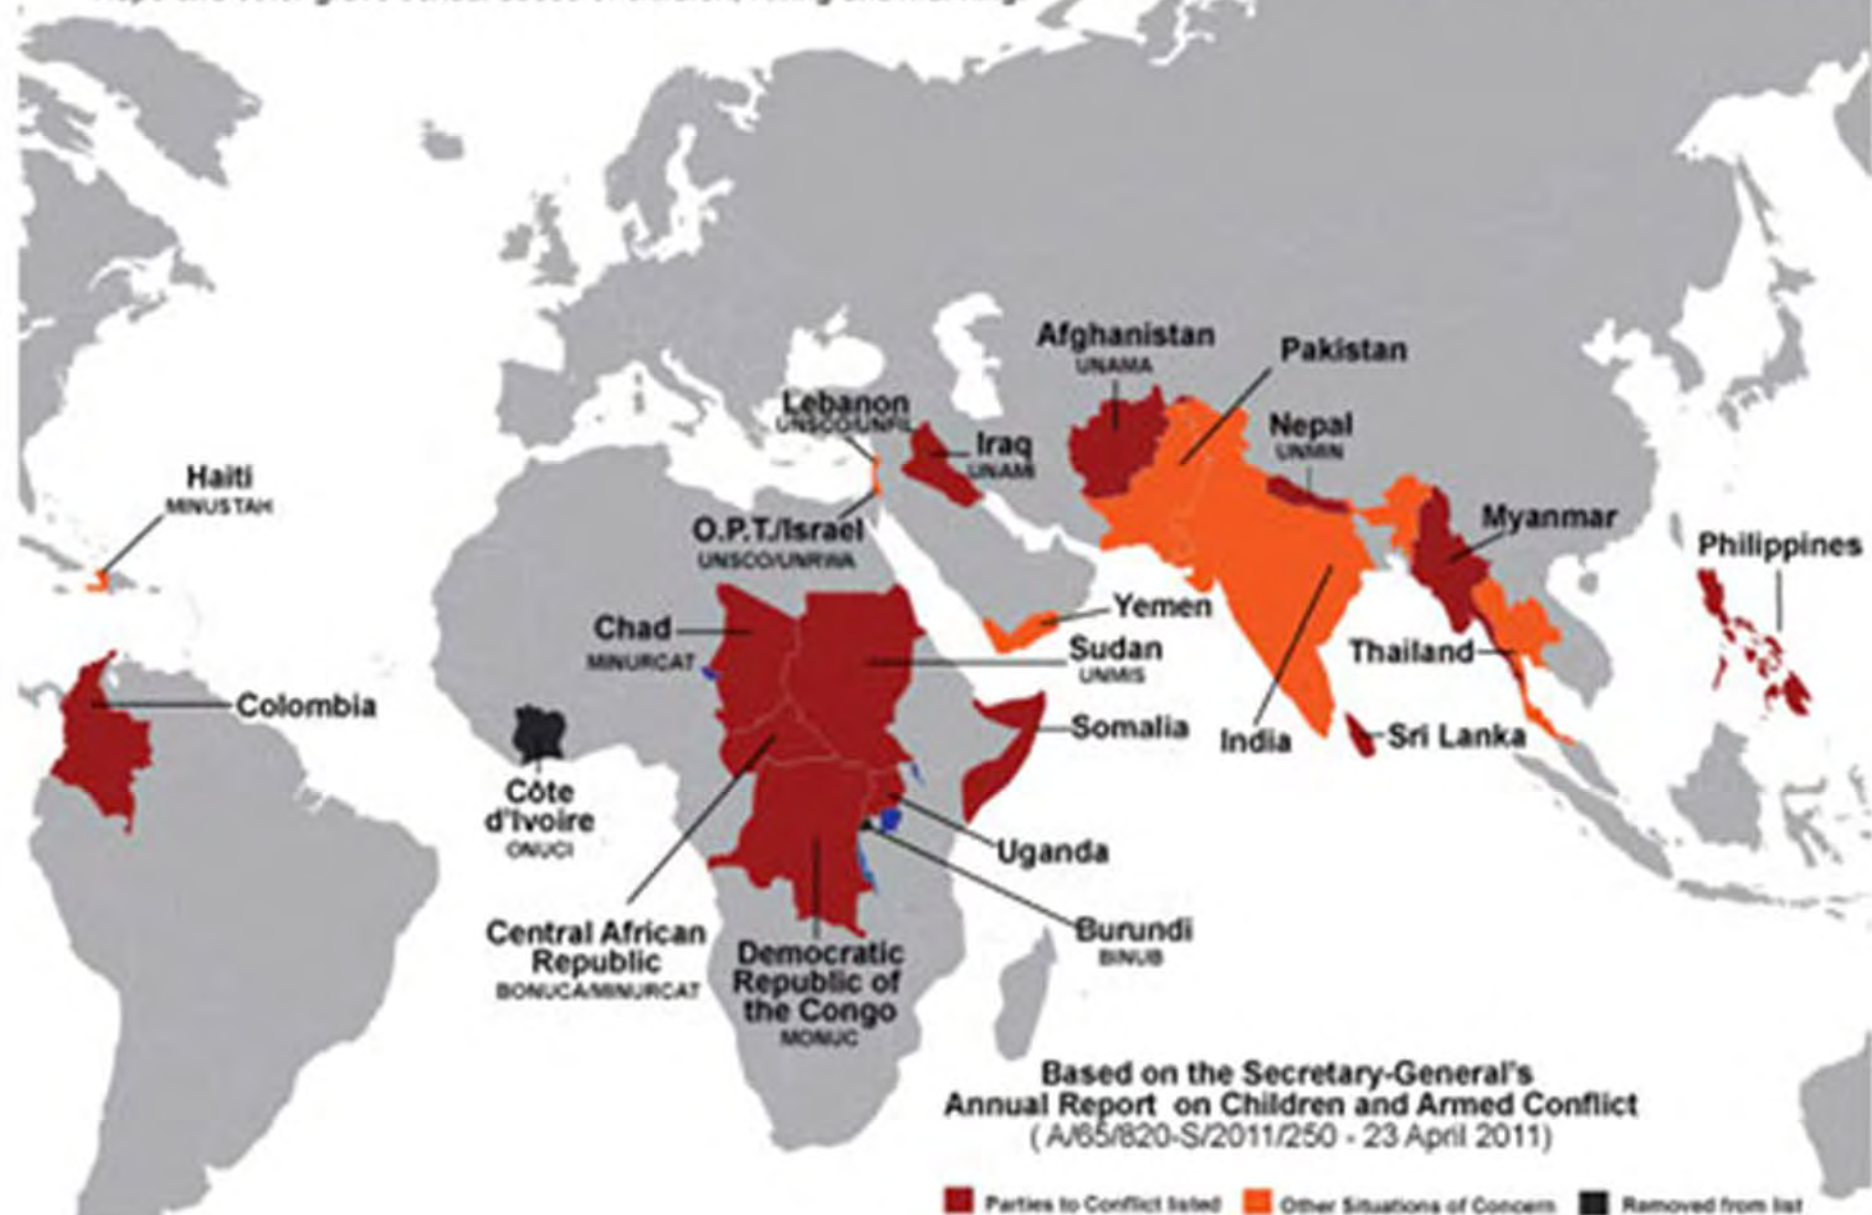 Afghanistan
UNAMA
Pakistan
Lebanon
UNSCO/UNFIL
Iraq
UNAMI
Nepal
UNMIN
Haiti
MINUSTAH
O.P.T./Israel
UNSCO/UNRWA
Myanmar
Philippines
Chad
MINURCAT
Yemen
Sudan
UNMIS
Thailand
Colombia
Somalia
India
Sri Lanka
Côte
d'Ivoire
ONUCI
Uganda
Central African
Republic
BONUCA/MINURCAT
Democratic
Republic of
the Congo
MONUC
Burundi
BINUB
Based on the Secretary-General's
Annual Report on Children and Armed Conflict
( A/65/820-S/2011/250 - 23 April 2011)
Parties to Conflict listed Other Situations of Concern Removed from list